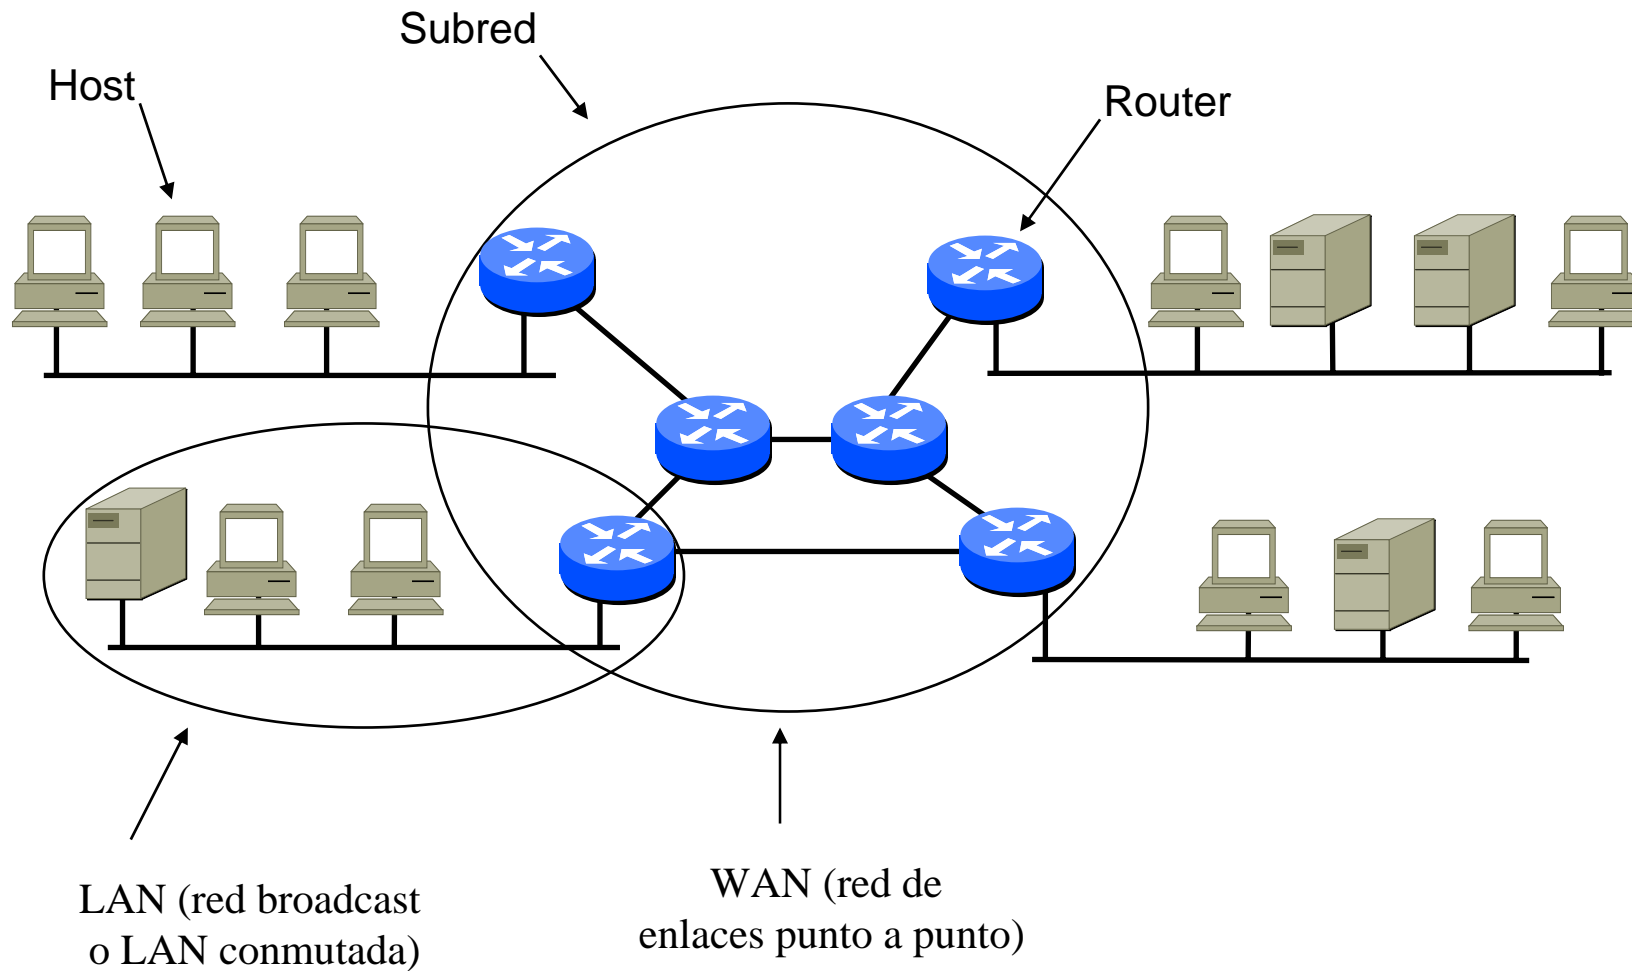 Subred
Host
Router
LAN (red broadcast
o LAN conmutada)
WAN (red de
enlaces punto a punto)